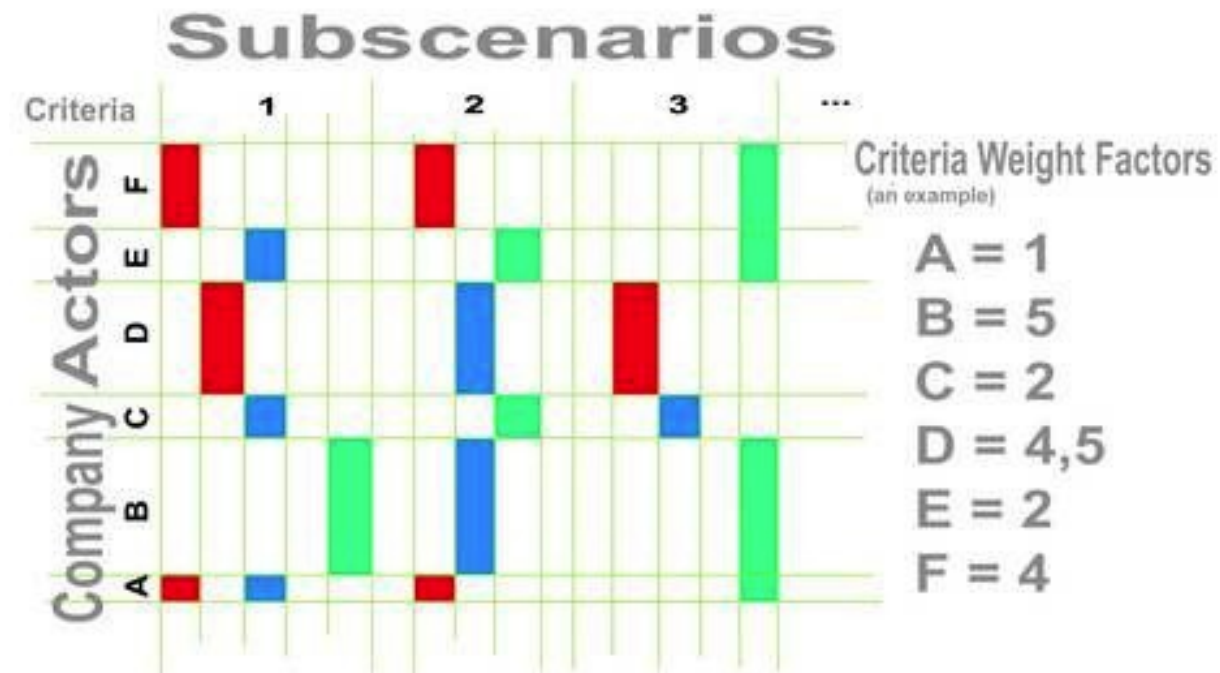 Subscenarios
Criteria
1 2 3 ...
Company Actors
F
E
D
C
B
A
Criteria Weight Factors
(an example)
A = 1
B = 5
C = 2
D = 4,5
E = 2
F = 4